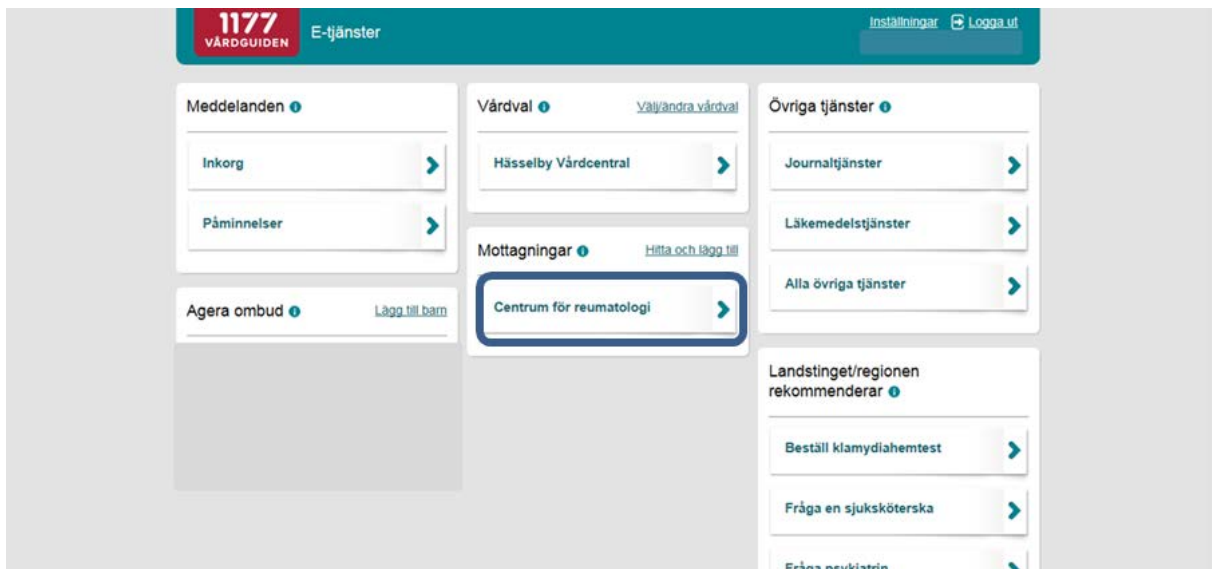 1177
VÅRDGUIDEN
E-tjänster
Inställningar
Logga ut
Meddelanden
Inkorg
Påminnelser
Agera ombud
Lägg till barn
Vårdval
Välj/ändra vårdval
Hässelby Vårdcentral
Mottagningar
Hitta och lägg till
Centrum för reumatologi
Övriga tjänster
Journaltjänster
Läkemedelstjänster
Alla övriga tjänster
Landstinget/regionen
rekommenderar
Beställ klamydiahemtest
Fråga en sjuksköterska
Fråga psykiatrin